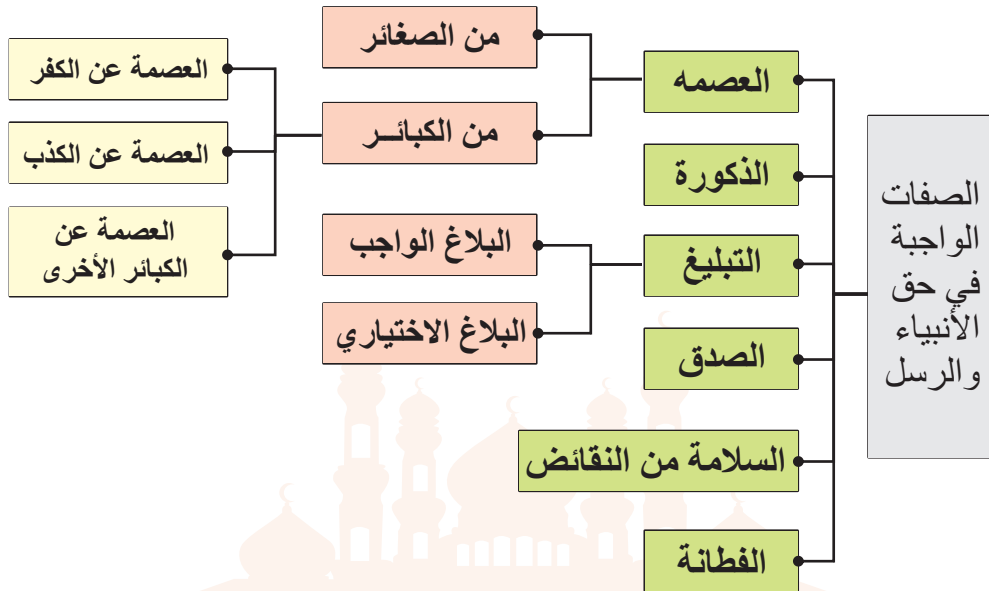 الصفات
الواجبة
في حق
الأنبياء
والرسل
العصمه
من الصغائر
من الكبائــر
العصمة عن الكفر
العصمة عن الكذب
العصمة عن
الكبائر الأخرى
الذكورة
التبليغ
البلاغ الواجب
البلاغ الاختياري
الصدق
السلامة من النقائض
الفطانة